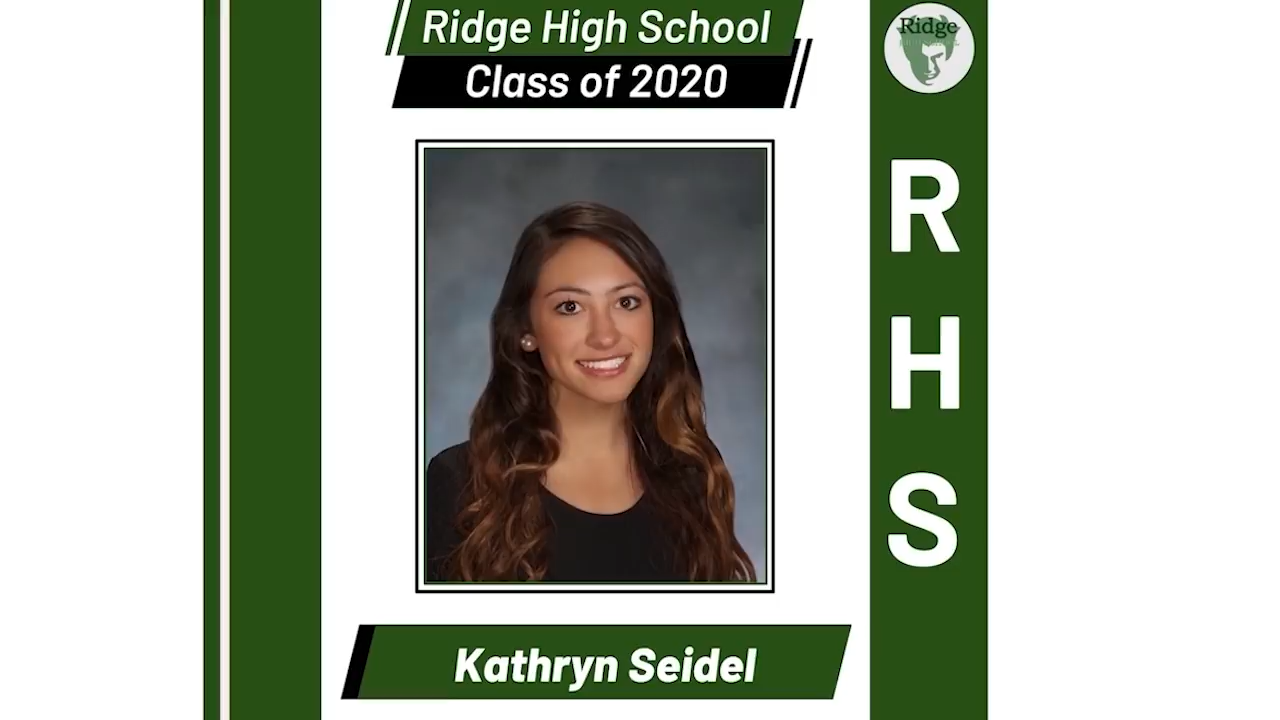 Ridge High School
Class of 2020
Ridge
R
H
S
Kathryn Seidel